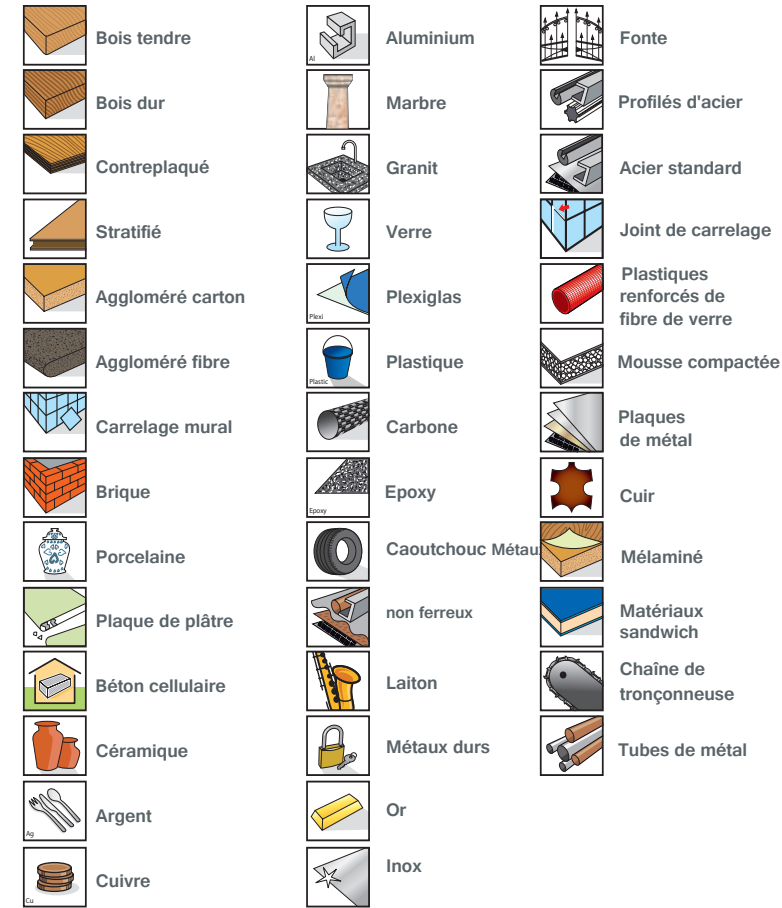 Bois tendre
Bois dur
Contreplaqué
Stratifié
Aggloméré carton
Aggloméré fibre
Carrelage mural
Brique
Porcelaine
Plaque de plâtre
Béton cellulaire
Céramique
Ag
Argent
Cu
Cuivre
Al
Aluminium
Marbre
Granit
Verre
Plexi
Plexiglas
Plastic
Plastique
Carbone
Epoxy
Epoxy
Caoutchouc Métaux
non ferreux
Laiton
Métaux durs
Or
Inox
Fonte
Profilés d'acier
Acier standard
Joint de carrelage
Plastiques
renforcés de
fibre de verre
Mousse compactée
Plaques
de métal
Cuir
Mélaminé
Matériaux
sandwich
Chaîne de
tronçonneuse
Tubes de métal